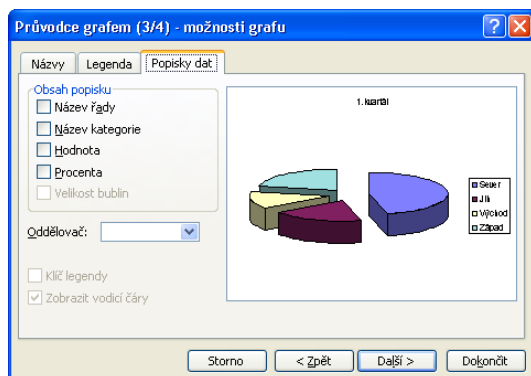 Průvodce grafem (3/4) - možnosti grafu
Názvy
Legenda
Popisky dat
Obsah popisku
Název řady
Název kategorie
Hodnota
Procenta
Velikost bublin
Oddělovač:
Klíč legendy
Zobrazit vodicí čáry
1. kvartál
Sever
Jih
Východ
Západ
Storno
< Zpět
Další >
Dokončit